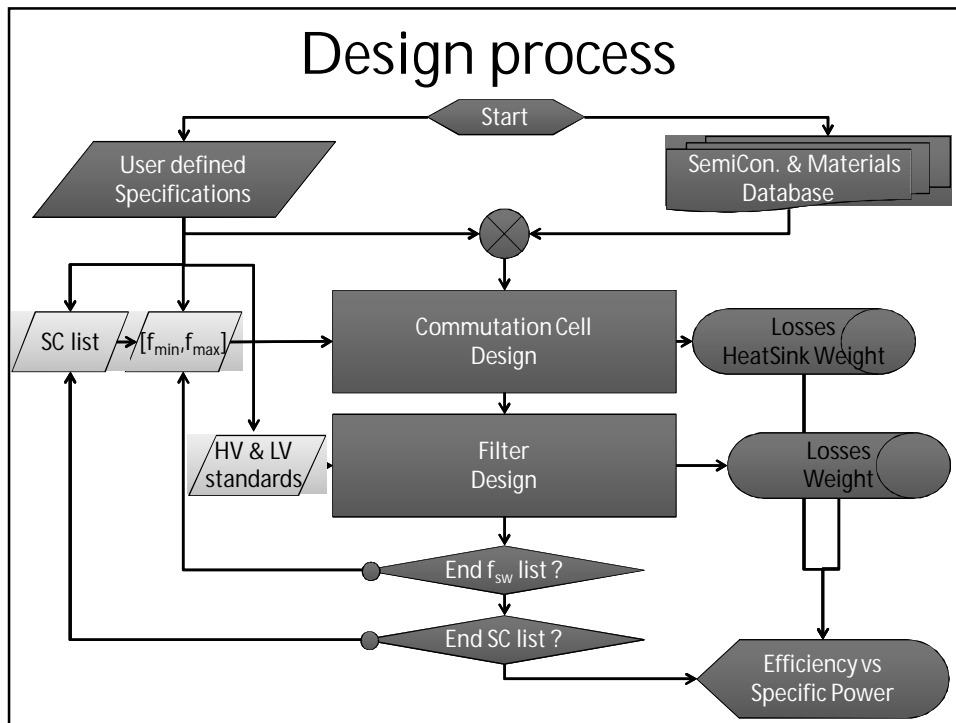 Design process
Start
User defined
Specifications
SemiCon. & Materials
Database
SC list
[fmin,fmax]
Commutation Cell
Design
Losses
HeatSink Weight
HV & LV
standards
Filter
Design
Losses
Weight
End fsw list ?
End SC list ?
Efficiency vs
Specific Power